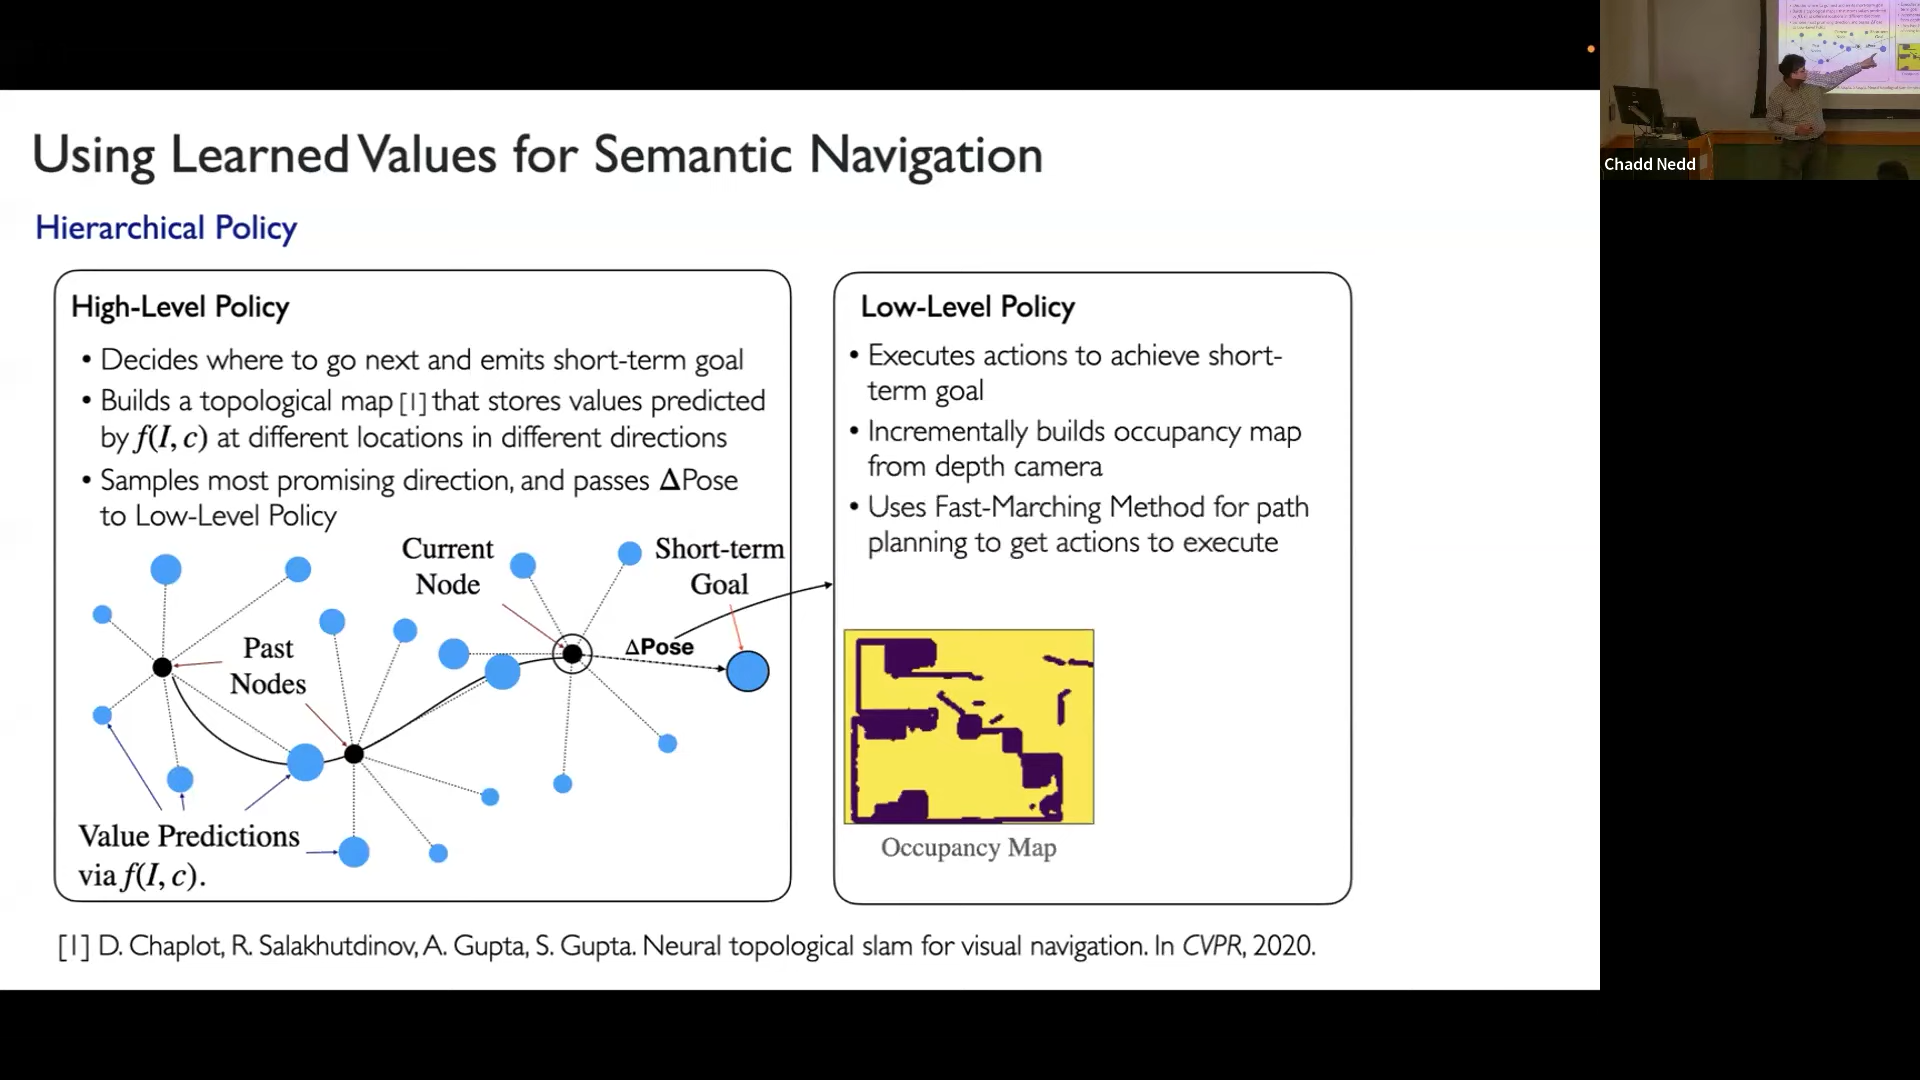 Using Learned Values for Semantic Navigation
Hierarchical Policy
High-Level Policy
• Decides where to go next and emits short-term goal
• Builds a topological map [1] that stores values predicted
by f(I, c) at different locations in different directions
• Samples most promising direction, and passes ΔPose
to Low-Level Policy
Current
Node
Short-term
Goal
Past
Nodes
ΔPose
Value Predictions
via f(I, c).
Low-Level Policy
• Executes actions to achieve short-
term goal
• Incrementally builds occupancy map
from depth camera
• Uses Fast-Marching Method for path
planning to get actions to execute
Occupancy Map
[1] D. Chaplot, R. Salakhutdinov, A. Gupta, S. Gupta. Neural topological slam for visual navigation. In CVPR, 2020.
Chadd Nedd